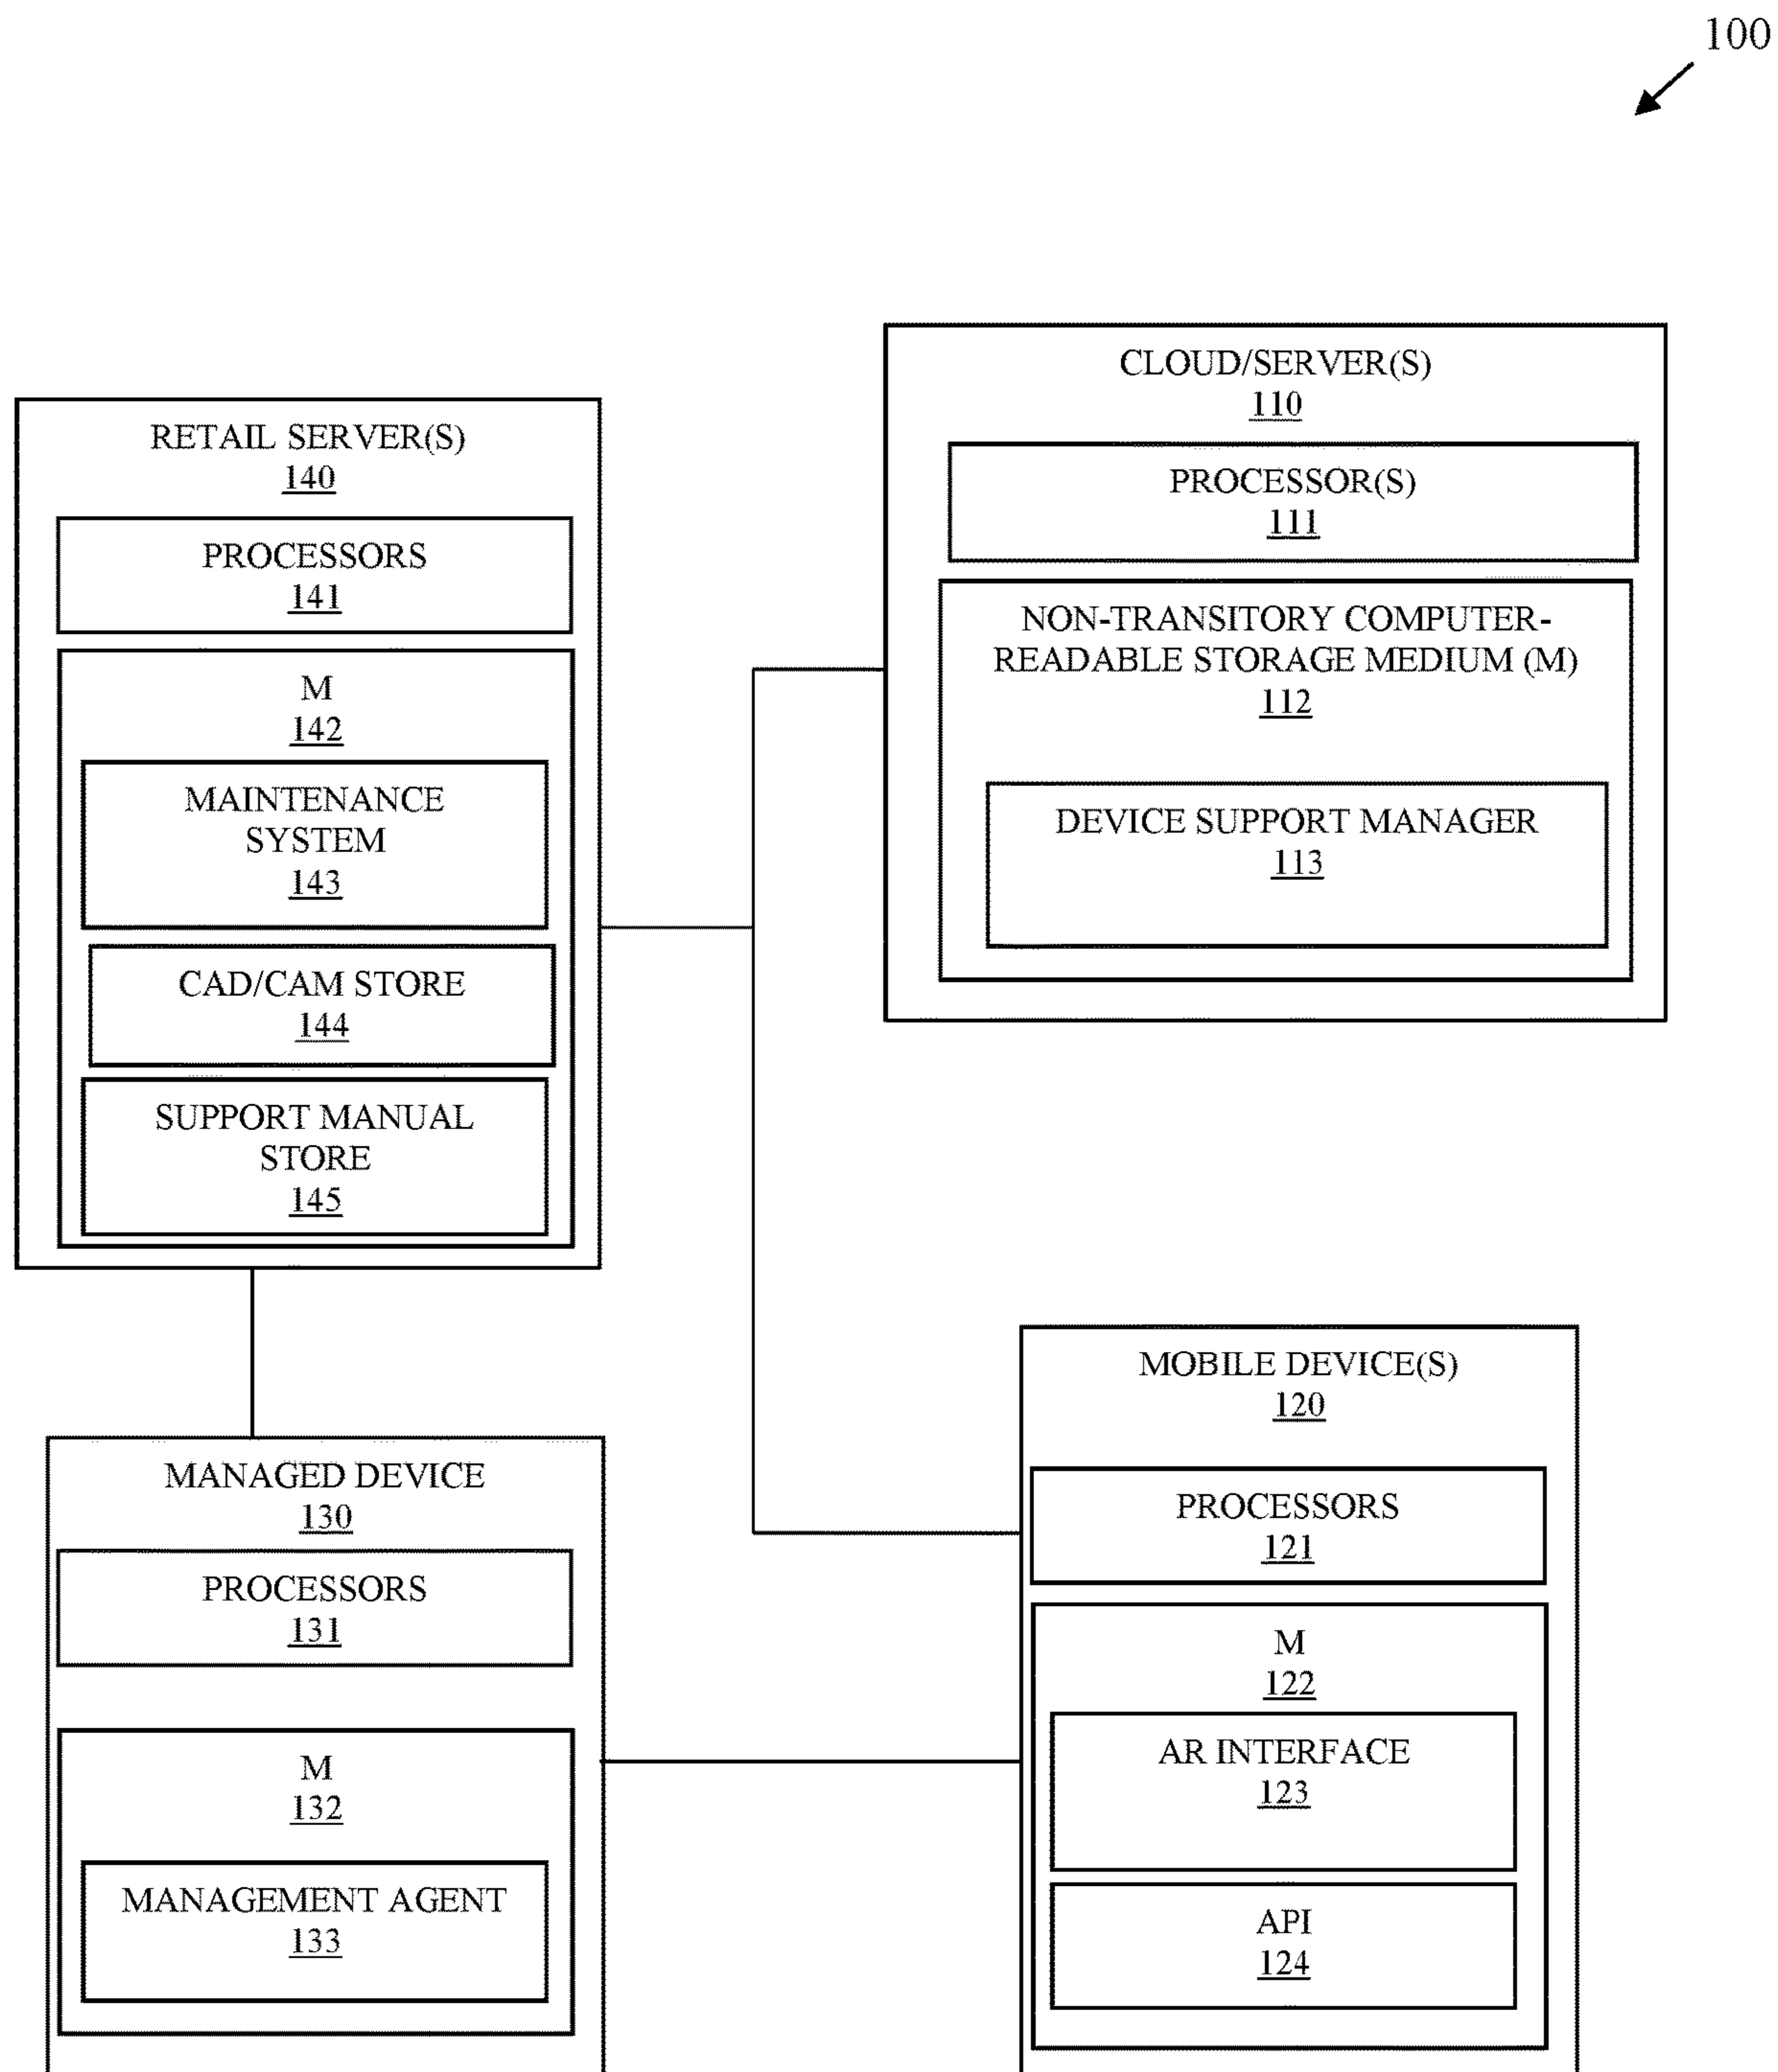 100
CLOUD/SERVER(S)
110
PROCESSOR(S)
111
NON-TRANSITORY COMPUTER-
READABLE STORAGE MEDIUM (M)
112
DEVICE SUPPORT MANAGER
113
RETAIL SERVER(S)
140
PROCESSORS
141
M
142
MAINTENANCE
SYSTEM
143
CAD/CAM STORE
144
SUPPORT MANUAL
STORE
145
MOBILE DEVICE(S)
120
PROCESSORS
121
M
122
AR INTERFACE
123
API
124
MANAGED DEVICE
130
PROCESSORS
131
M
132
MANAGEMENT AGENT
133